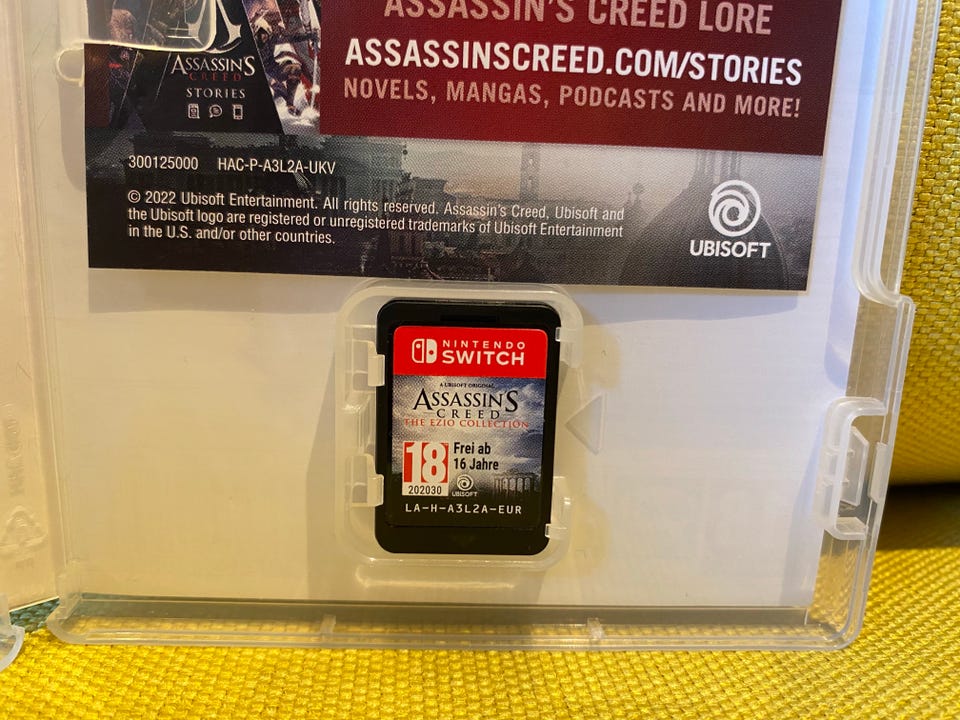 ASSASSIN'S CREED LORE
ASSASSINSCREED.COM/STORIES
NOVELS, MANGAS, PODCASTS AND MORE!
ASSASSIN'S
CREED
STORIES
300125000 HAC-P-A3L2A-UKV
© 2022 Ubisoft Entertainment. All rights reserved. Assassin's Creed, Ubisoft and
the Ubisoft logo are registered or unregistered trademarks of Ubisoft Entertainment
in the U.S. and/or other countries.
UBISOFT
NINTENDO
SWITCH
A UBISOFT ORIGINAL
ASSASSIN'S
CREED
THE EZIO COLLECTION
18
Frei ab
16 Jahre
202030
UBISOFT
LA-H-A3L2A-EUR